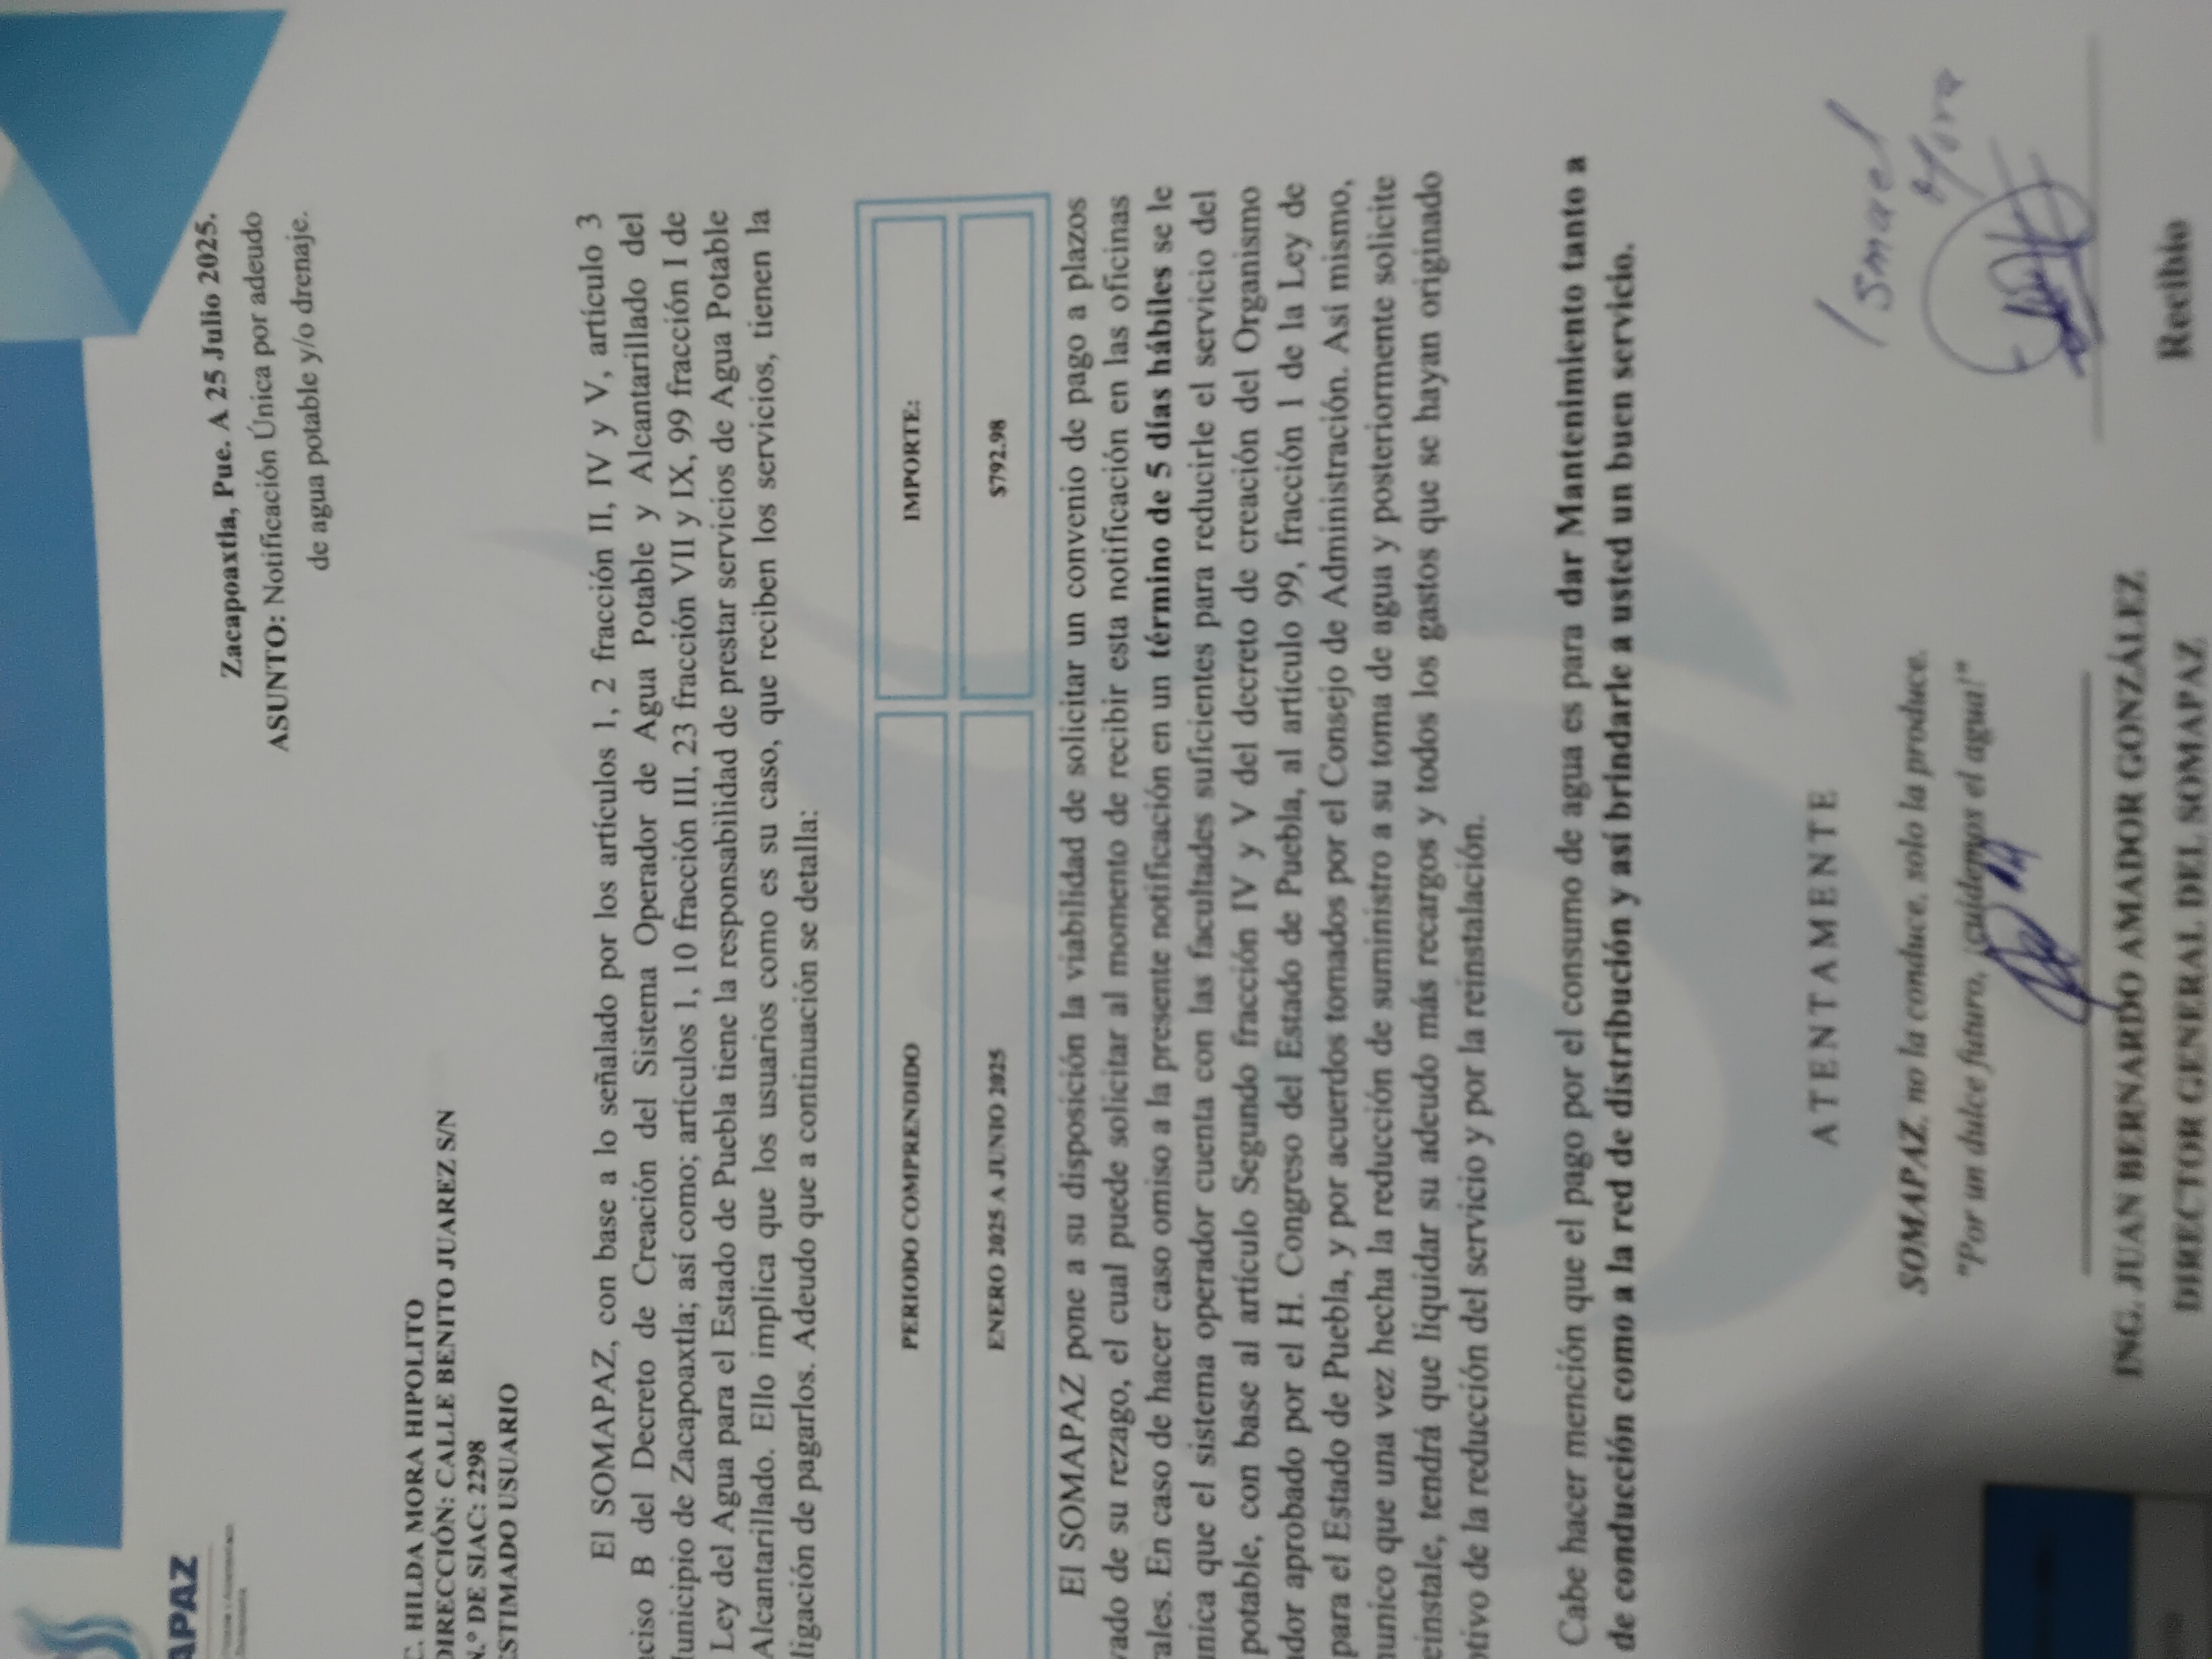 APAZ
Zacapoaxtla, Pue. A 25 Julio 2025.
ASUNTO: Notificación Única por adeudo
de agua potable y/o drenaje.
C. HILDA MORA HIPOLITO
DIRECCIÓN: CALLE BENITO JUAREZ S/N
N.º DE SIAC: 2298
ESTIMADO USUARIO
El SOMAPAZ, con base a lo señalado por los artículos 1, 2 fracción II, IV y V, artículo 3
nciso B del Decreto de Creación del Sistema Operador de Agua Potable y Alcantarillado del
Municipio de Zacapoaxtla; así como; artículos 1, 10 fracción III, 23 fracción VII y IX, 99 fracción I de
Ley del Agua para el Estado de Puebla tiene la responsabilidad de prestar servicios de Agua Potable
Alcantarillado. Ello implica que los usuarios como es su caso, que reciben los servicios, tienen la
ligación de pagarlos. Adeudo que a continuación se detalla:
PERIODO COMPRENDIDO IMPORTE:
ENERO 2025 A JUNIO 2025 $792.98
El SOMAPAZ pone a su disposición la viabilidad de solicitar un convenio de pago a plazos
vado de su rezago, el cual puede solicitar al momento de recibir esta notificación en las oficinas
rales. En caso de hacer caso omiso a la presente notificación en un término de 5 días hábiles se le
unica que el sistema operador cuenta con las facultades suficientes para reducirle el servicio del
potable, con base al artículo Segundo fracción IV y V del decreto de creación del Organismo
ador aprobado por el H. Congreso del Estado de Puebla, al artículo 99, fracción 1 de la Ley de
para el Estado de Puebla, y por acuerdos tomados por el Consejo de Administración. Así mismo,
unico que una vez hecha la reducción de suministro a su toma de agua y posteriormente solicite
einstale, tendrá que liquidar su adeudo más recargos y todos los gastos que se hayan originado
otivo de la reducción del servicio y por la reinstalación.
Cabe hacer mención que el pago por el consumo de agua es para dar Mantenimiento tanto a
de conducción como a la red de distribución y así brindarle a usted un buen servicio.
ATENTAMENTE
SOMAPAZ, no la conduce, solo la produce.
"Por un dulce futuro, ¡cuidemos el agua!"
Ismael
Mora
ING. JUAN BERNARDO AMADOR GONZÁLEZ
DIRECTOR GENERAL DEL SOMAPAZ
Recibio